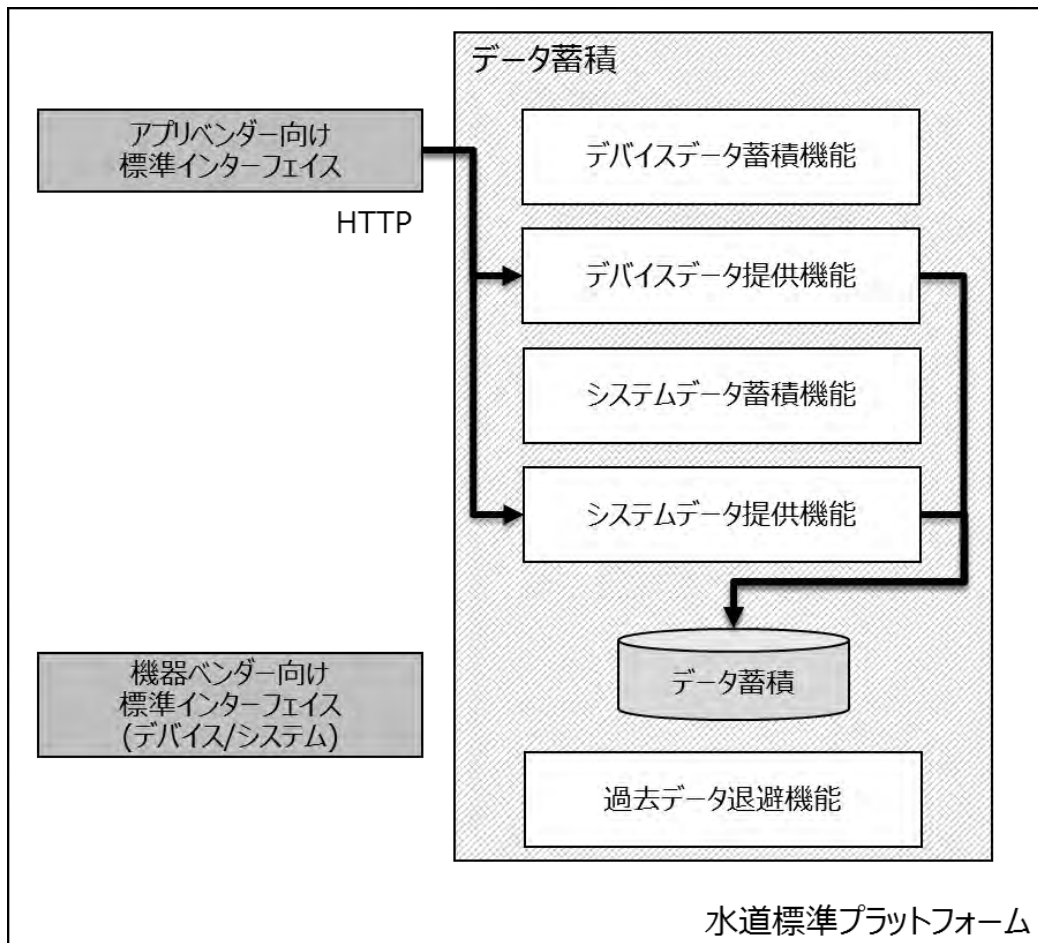 データ蓄積
アプリベンダー向け
標準インターフェイス
HTTP
デバイスデータ蓄積機能
デバイスデータ提供機能
システムデータ蓄積機能
システムデータ提供機能
データ蓄積
機器ベンダー向け
標準インターフェイス
(デバイス/システム)
過去データ退避機能
水道標準プラットフォーム